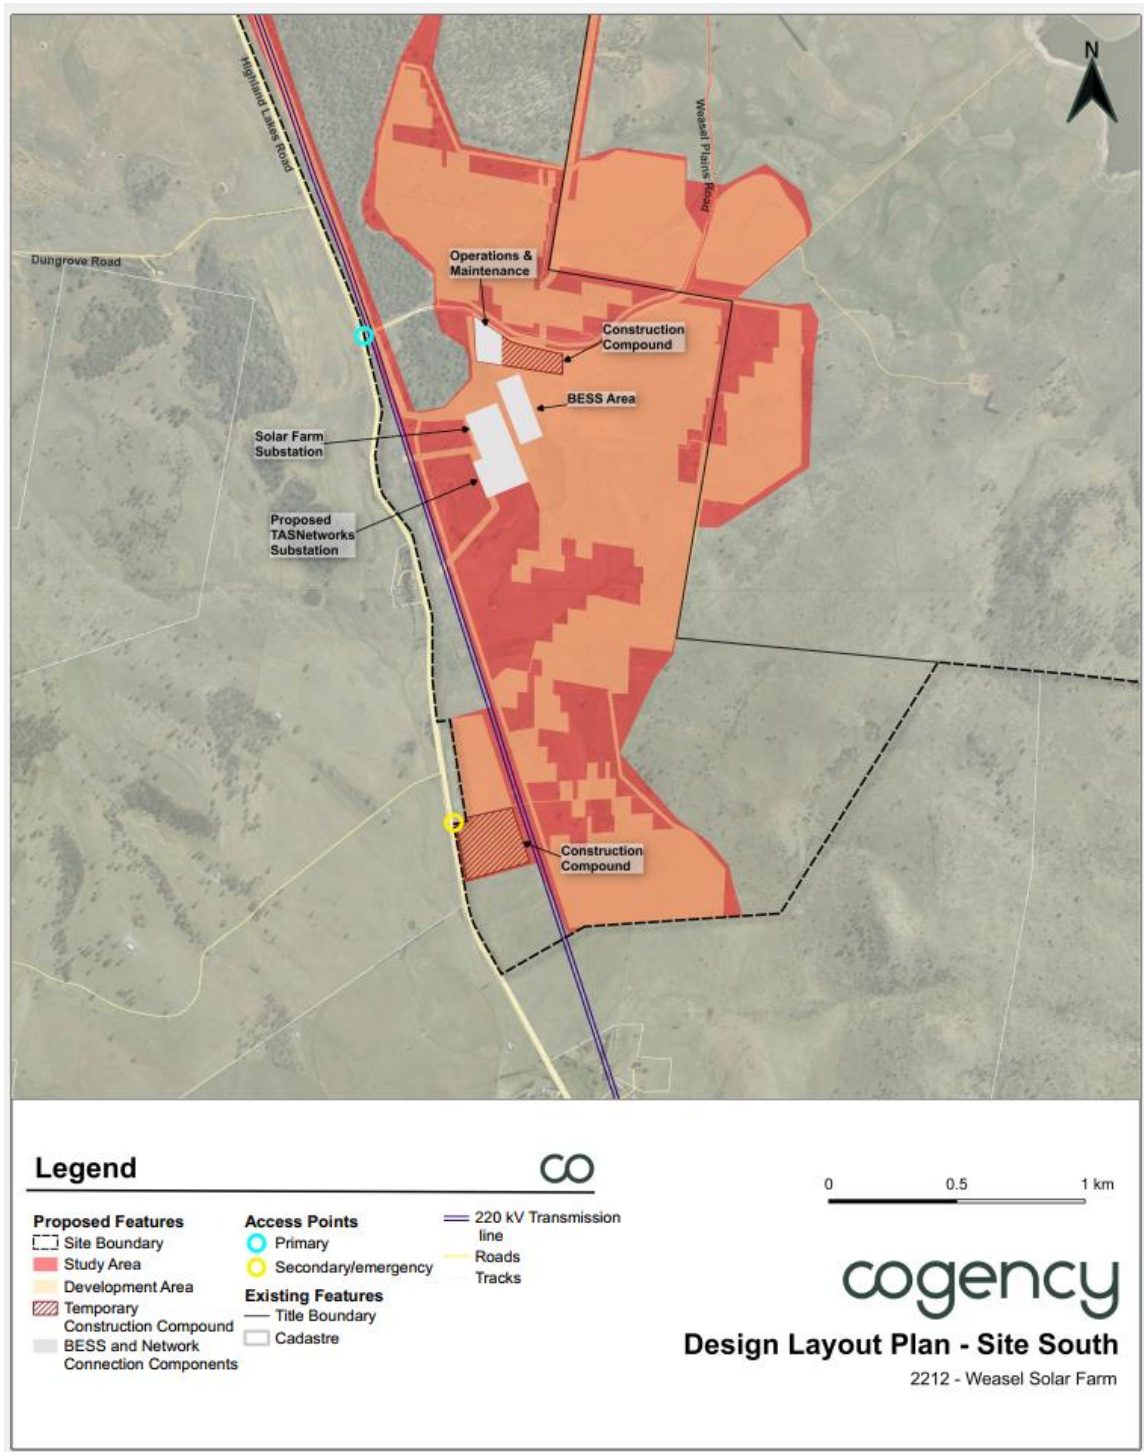 N
Highland Lakes Road
Weasel Plains Road
Dungrove Road
Operations &
Maintenance
Construction
Compound
BESS Area
Solar Farm
Substation
Proposed
TASNetworks
Substation
Construction
Compound
Legend
CO
Proposed Features
Site Boundary
Study Area
Development Area
Temporary
Construction Compound
BESS and Network
Connection Components
Access Points
Primary
Secondary/emergency
Existing Features
Title Boundary
Cadastre
220 kV Transmission
line
Roads
Tracks
0 0.5 1 km
cogency
Design Layout Plan - Site South
2212 - Weasel Solar Farm